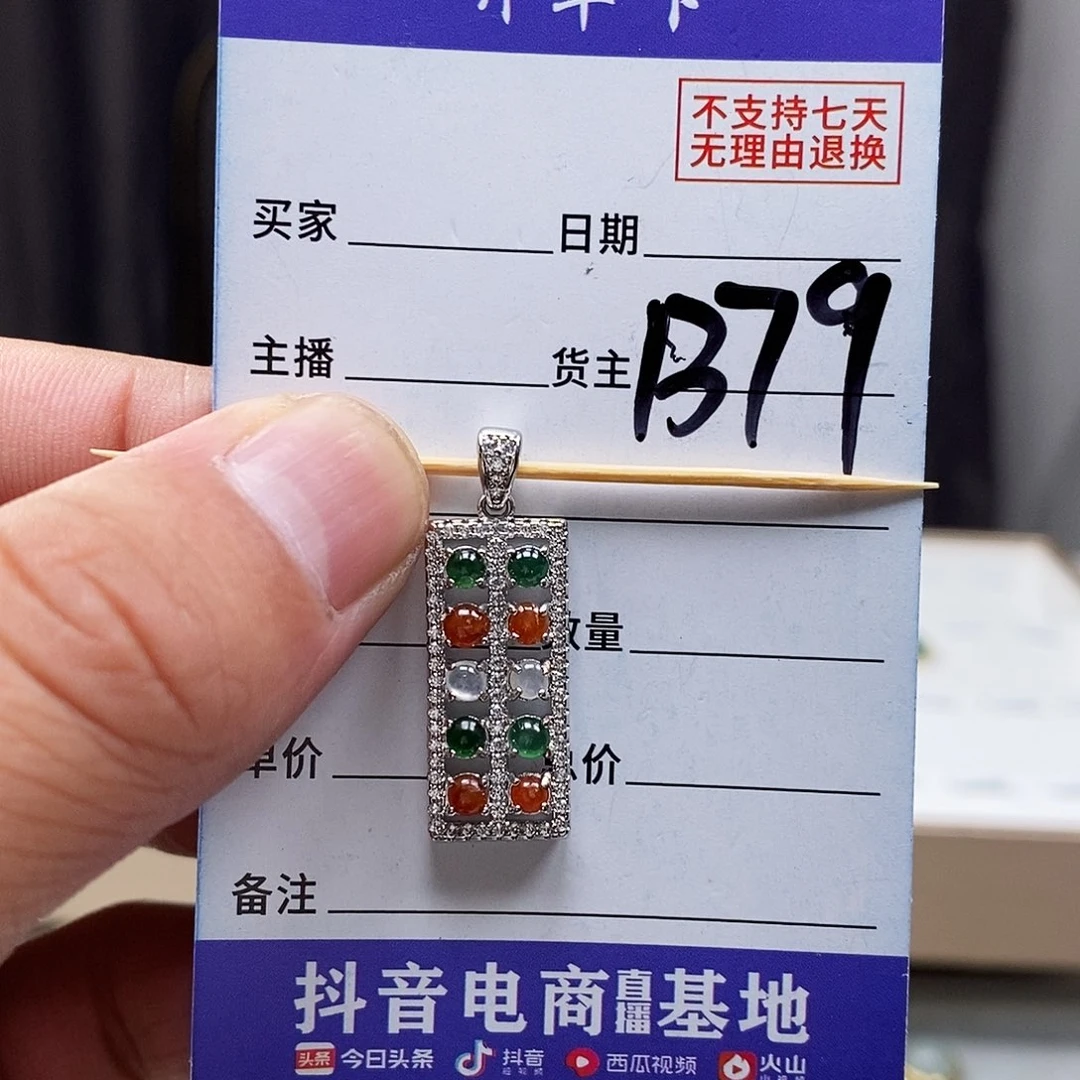 不支持七天
无理由退换
买家 日期
主播 货主 B79
数量
单价 总价
备注
抖音电商直播基地
头条 今日头条 抖音 西瓜视频 火山